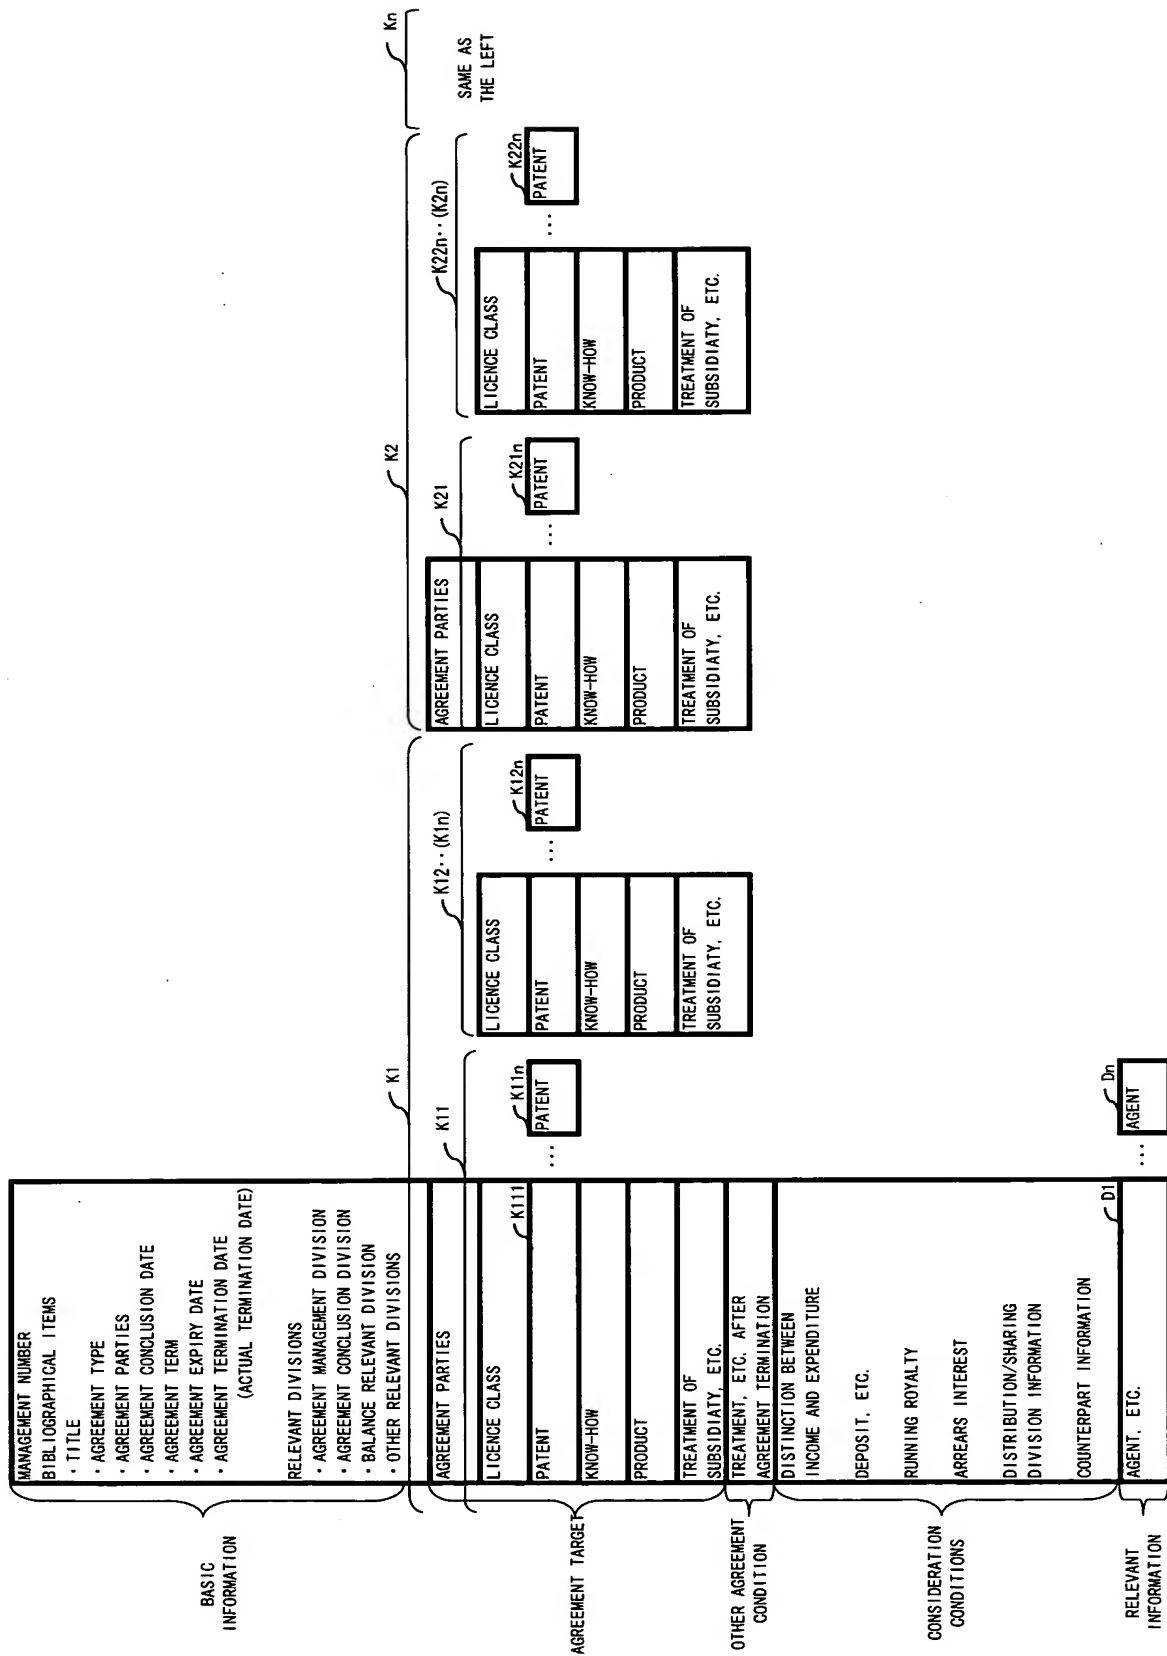 BASIC
INFORMATION
MANAGEMENT NUMBER
BIBLIOGRAPHICAL ITEMS
・TITLE
・AGREEMENT TYPE
・AGREEMENT PARTIES
・AGREEMENT CONCLUSION DATE
・AGREEMENT TERM
・AGREEMENT EXPIRY DATE
・AGREEMENT TERMINATION DATE
(ACTUAL TERMINATION DATE)
RELEVANT DIVISIONS
・AGREEMENT MANAGEMENT DIVISION
・AGREEMENT CONCLUSION DIVISION
・BALANCE RELEVANT DIVISION
・OTHER RELEVANT DIVISIONS
K1
K2
Kn
AGREEMENT TARGET
AGREEMENT PARTIES
K11
LICENCE CLASS
K111
PATENT
...
K11n
PATENT
KNOW-HOW
PRODUCT
TREATMENT OF
SUBSIDIATY, ETC.
K12··(K1n)
LICENCE CLASS
PATENT
...
K12n
PATENT
KNOW-HOW
PRODUCT
TREATMENT OF
SUBSIDIATY, ETC.
AGREEMENT PARTIES
K21
LICENCE CLASS
PATENT
...
K21n
PATENT
KNOW-HOW
PRODUCT
TREATMENT OF
SUBSIDIATY, ETC.
K22n··(K2n)
LICENCE CLASS
PATENT
...
K22n
PATENT
KNOW-HOW
PRODUCT
TREATMENT OF
SUBSIDIATY, ETC.
SAME AS
THE LEFT
OTHER AGREEMENT
CONDITION
TREATMENT, ETC. AFTER
AGREEMENT TERMINATION
CONSIDERATION
CONDITIONS
DISTINCTION BETWEEN
INCOME AND EXPENDITURE
DEPOSIT, ETC.
RUNNING ROYALTY
ARREARS INTEREST
DISTRIBUTION/SHARING
DIVISION INFORMATION
COUNTERPART INFORMATION
RELEVANT
INFORMATION
D1
AGENT, ETC.
...
Dn
AGENT